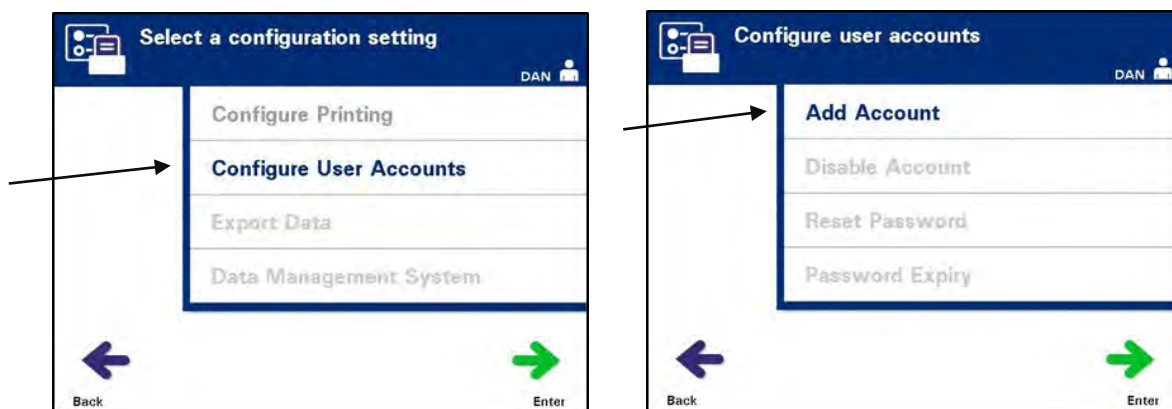 Select a configuration setting
DAN
Configure Printing
Configure User Accounts
Export Data
Data Management System
Back
Enter
Configure user accounts
DAN
Add Account
Disable Account
Reset Password
Password Expiry
Back
Enter